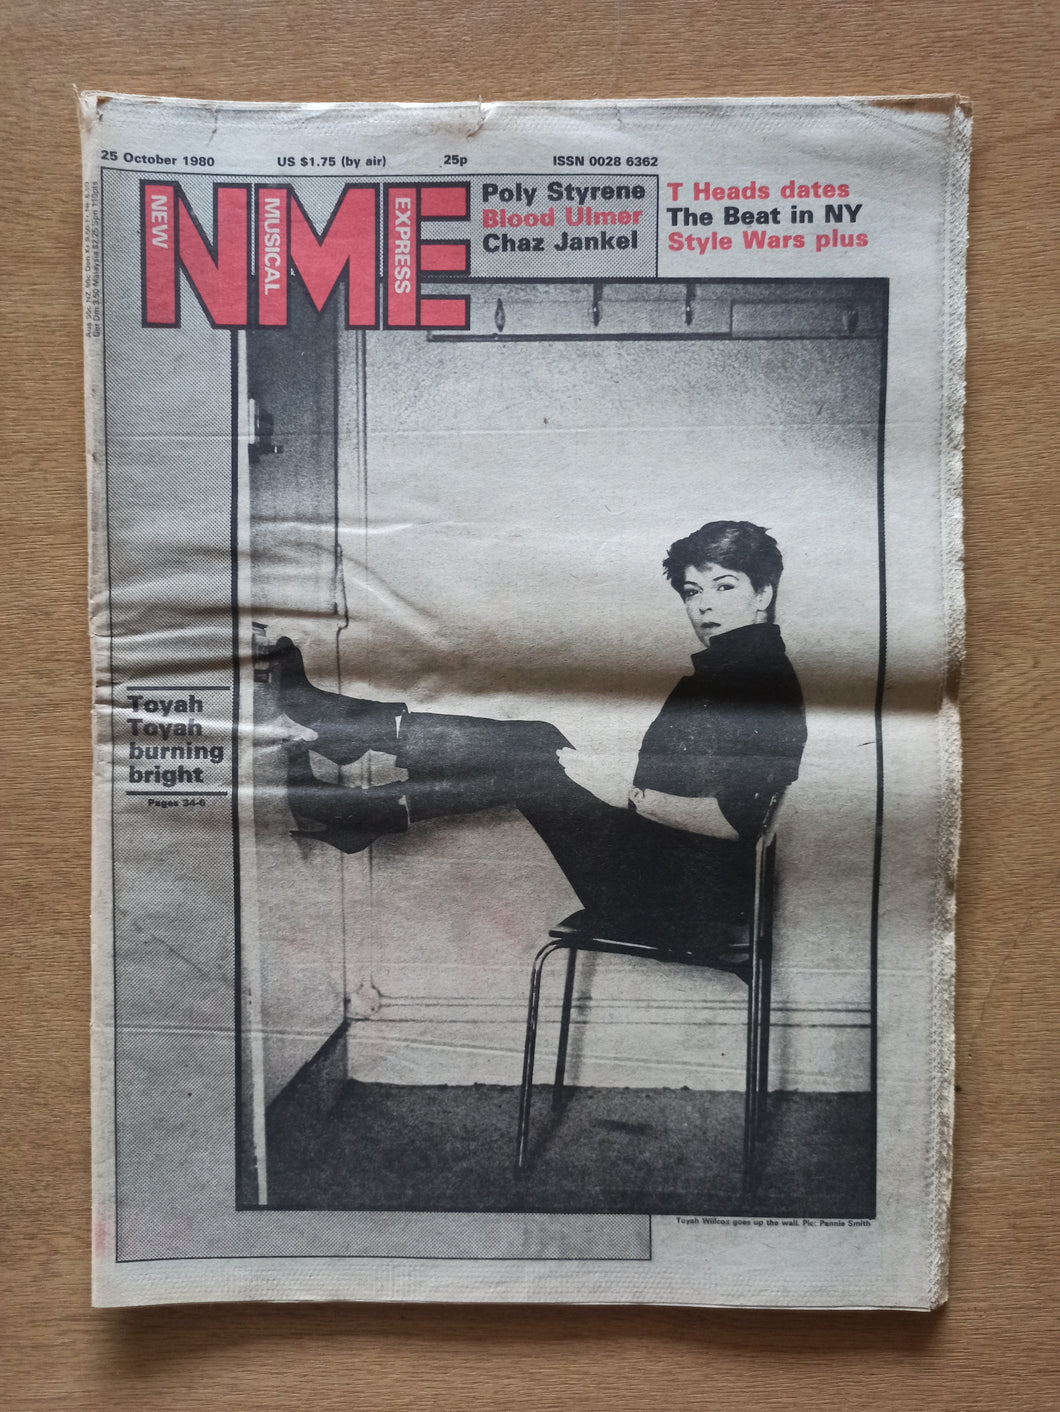 25 October 1980
US $1.75 (by air)
25p
ISSN 0028 6362
NEW
MUSICAL
EXPRESS
NME
Poly Styrene
Blood Ulmer
Chaz Jankel
T Heads dates
The Beat in NY
Style Wars plus
Toyah
Toyah
burning
bright
Pages 34-6
Toyah Willcox goes up the wall. Pic: Pennie Smith